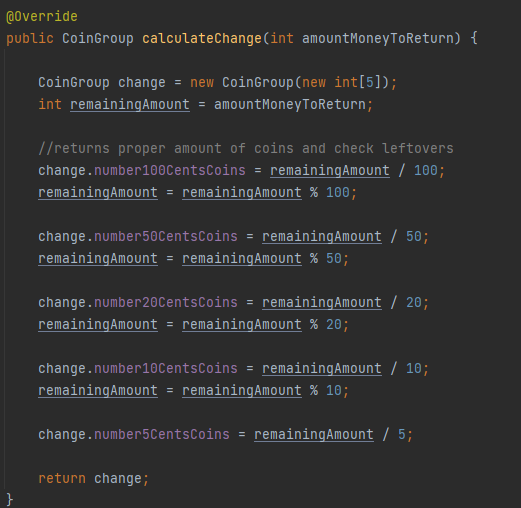 @Override
public CoinGroup calculateChange(int amountMoneyToReturn) {
CoinGroup change = new CoinGroup(new int[5]);
int remainingAmount = amountMoneyToReturn;
//returns proper amount of coins and check leftovers
change.number100CentsCoins = remainingAmount / 100;
remainingAmount = remainingAmount % 100;
change.number50CentsCoins = remainingAmount / 50;
remainingAmount = remainingAmount % 50;
change.number20CentsCoins = remainingAmount / 20;
remainingAmount = remainingAmount % 20;
change.number10CentsCoins = remainingAmount / 10;
remainingAmount = remainingAmount % 10;
change.number5CentsCoins = remainingAmount / 5;
return change;
}